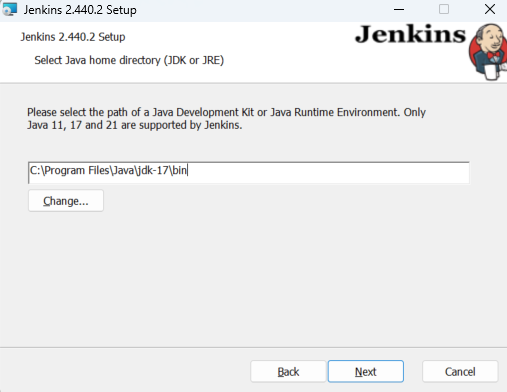 Jenkins 2.440.2 Setup
Jenkins 2.440.2 Setup
Jenkins
Select Java home directory (JDK or JRE)
Please select the path of a Java Development Kit or Java Runtime Environment. Only
Java 11, 17 and 21 are supported by Jenkins.
C:\Program Files\Java\jdk-17\bin
Change...
Back Next Cancel